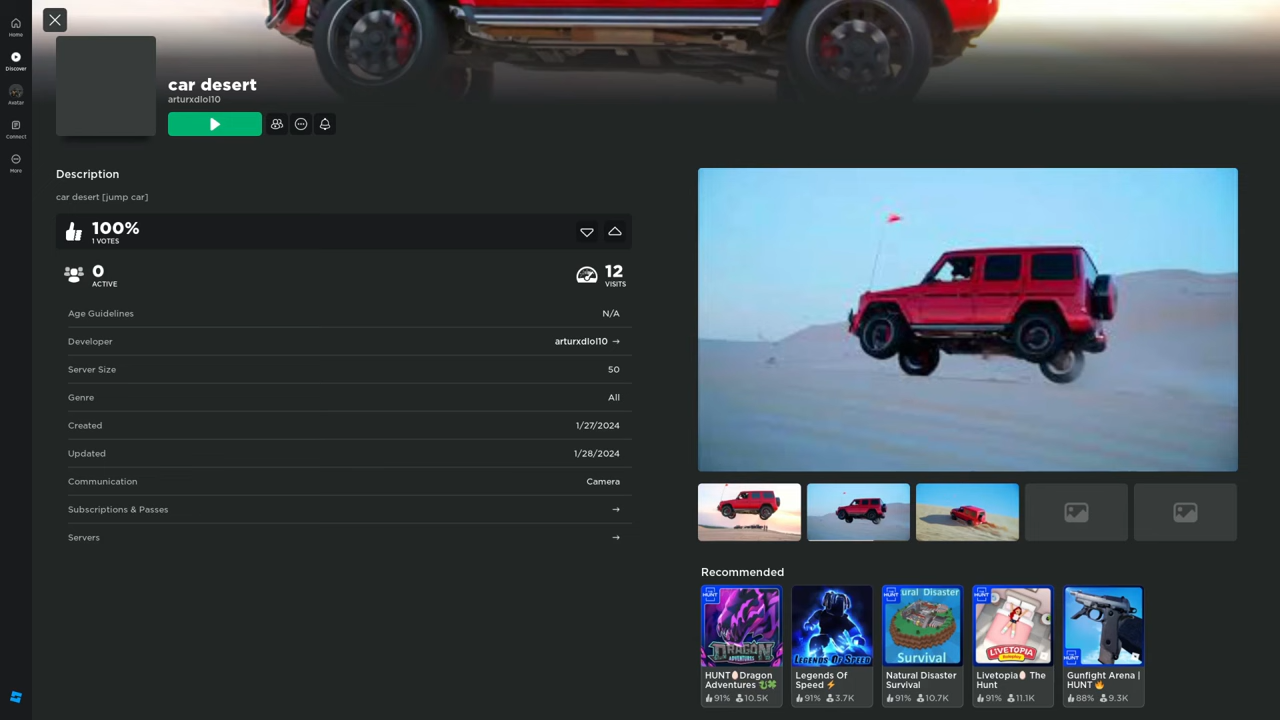 Home
Discover
Avatar
Connect
More
car desert
arturxdlol10
Description
car desert [jump car]
100%
1 VOTES
0
ACTIVE
12
VISITS
Age Guidelines N/A
Developer arturxdlol10 →
Server Size 50
Genre All
Created 1/27/2024
Updated 1/28/2024
Communication Camera
Subscriptions & Passes →
Servers →
Recommended
HUNT
DRAGON
ADVENTURES
HUNT🥚Dragon
Adventures 🐉🍀
91% 10.5K
LEGENDS OF SPEED
Legends Of
Speed ⚡
91% 3.7K
HUNT
ural Disaster
Survival
Natural Disaster
Survival
91% 10.7K
HUNT
LIVETOPIA
Livetopia🥚 The
Hunt
91% 11.1K
HUNT
Gunfight Arena |
HUNT 🔥
88% 9.3K